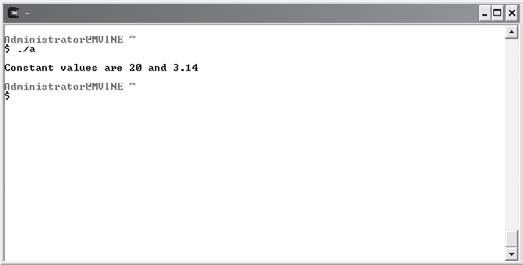 ~
Administrator@MVINE ~
$ ./a
Constant values are 20 and 3.14
Administrator@MVINE ~
$